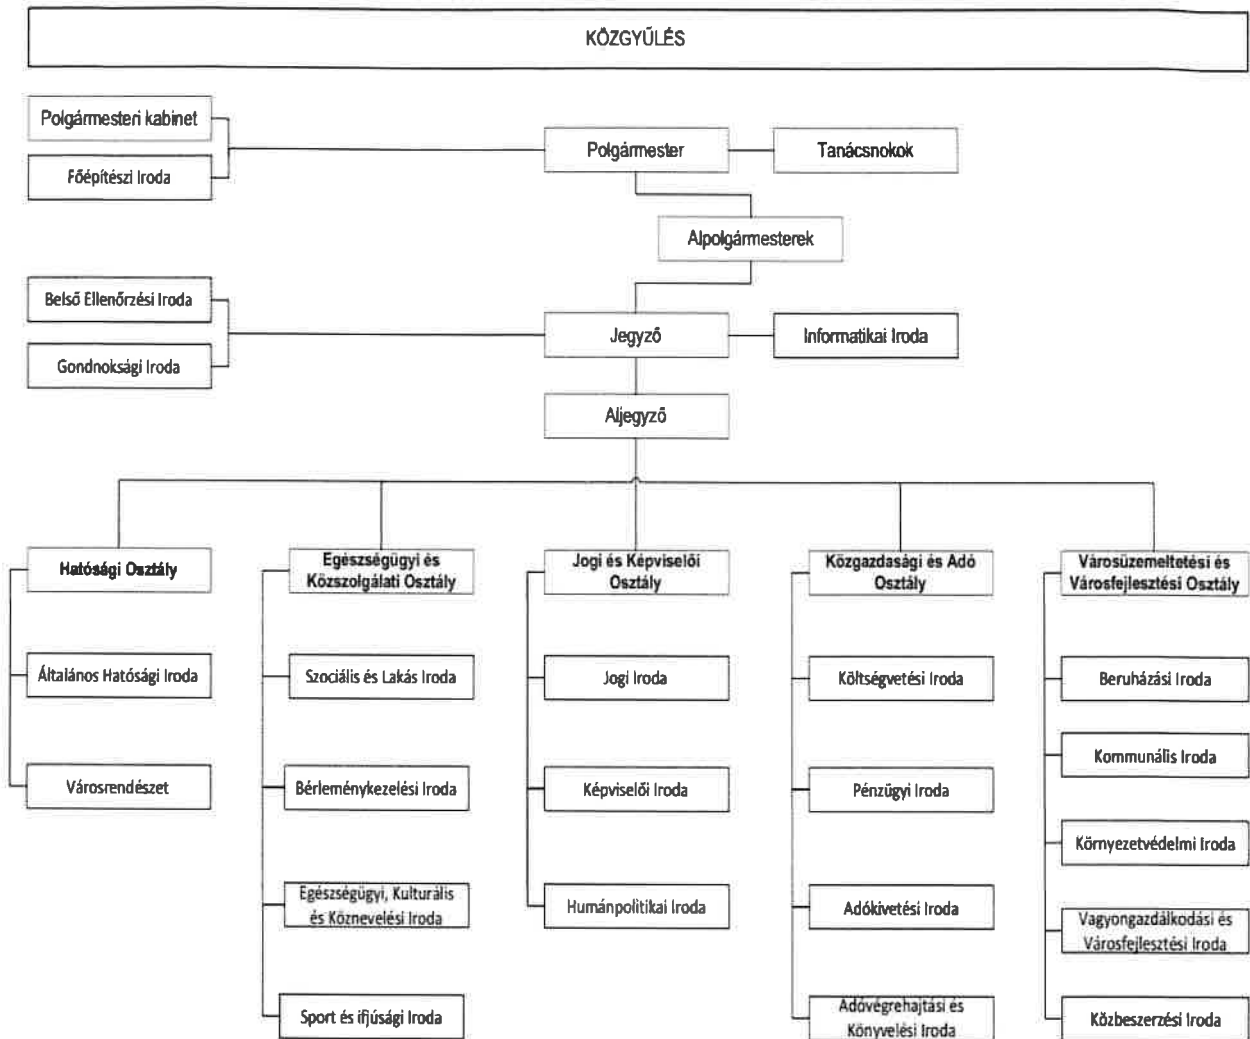 KÖZGYŰLÉS
Polgármesteri kabinet
Főépítészi Iroda
Polgármester
Tanácsnokok
Alpolgármesterek
Belső Ellenőrzési Iroda
Gondnoksági Iroda
Jegyző
Informatikai Iroda
Aljegyző
Hatósági Osztály
Általános Hatósági Iroda
Városrendészet
Egészségügyi és
Közszolgálati Osztály
Szociális és Lakás Iroda
Bérleménykezelési Iroda
Egészségügyi, Kulturális
és Köznevelési Iroda
Sport és ifjúsági Iroda
Jogi és Képviselői
Osztály
Jogi Iroda
Képviselői Iroda
Humánpolitikai Iroda
Közgazdasági és Adó
Osztály
Költségvetési Iroda
Pénzügyi Iroda
Adókivetési Iroda
Adóvégrehajtási és
Könyvelési Iroda
Városüzemeltetési és
Városfejlesztési Osztály
Beruházási Iroda
Kommunális Iroda
Környezetvédelmi Iroda
Vagyongazdálkodási és
Városfejlesztési Iroda
Közbeszerzési Iroda